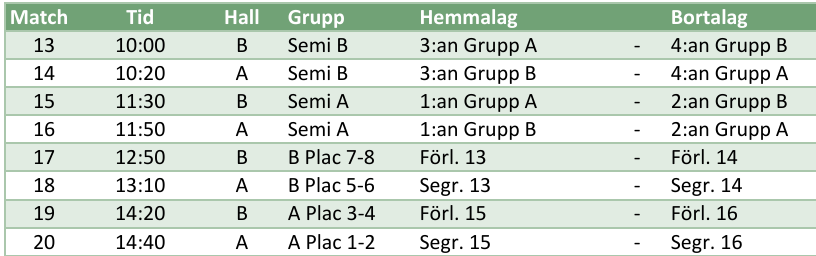 Match Tid Hall Grupp Hemmalag Bortalag
13 10:00 B Semi B 3:an Grupp A - 4:an Grupp B
14 10:20 A Semi B 3:an Grupp B - 4:an Grupp A
15 11:30 B Semi A 1:an Grupp A - 2:an Grupp B
16 11:50 A Semi A 1:an Grupp B - 2:an Grupp A
17 12:50 B B Plac 7-8 Förl. 13 - Förl. 14
18 13:10 A B Plac 5-6 Segr. 13 - Segr. 14
19 14:20 B A Plac 3-4 Förl. 15 - Förl. 16
20 14:40 A A Plac 1-2 Segr. 15 - Segr. 16